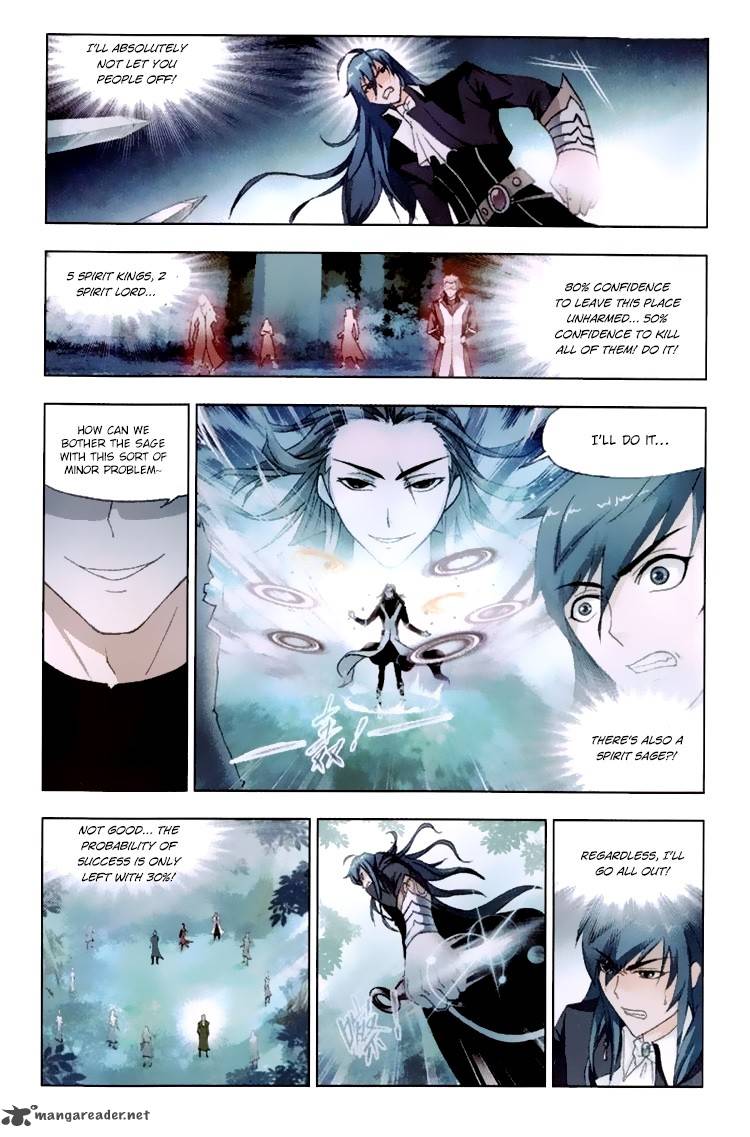 I'LL ABSOLUTELY
NOT LET YOU
PEOPLE OFF!
5 SPIRIT KINGS, 2
SPIRIT LORD...
80% CONFIDENCE
TO LEAVE THIS PLACE
UNHARMED... 50%
CONFIDENCE TO KILL
ALL OF THEM! DO IT!
HOW CAN WE
BOTHER THE SAGE
WITH THIS SORT OF
MINOR PROBLEM~
I'LL DO IT...
轰!
THERE'S ALSO A
SPIRIT SAGE?!
NOT GOOD... THE
PROBABILITY OF
SUCCESS IS ONLY
LEFT WITH 30%!
REGARDLESS, I'LL
GO ALL OUT!
mangareader.net